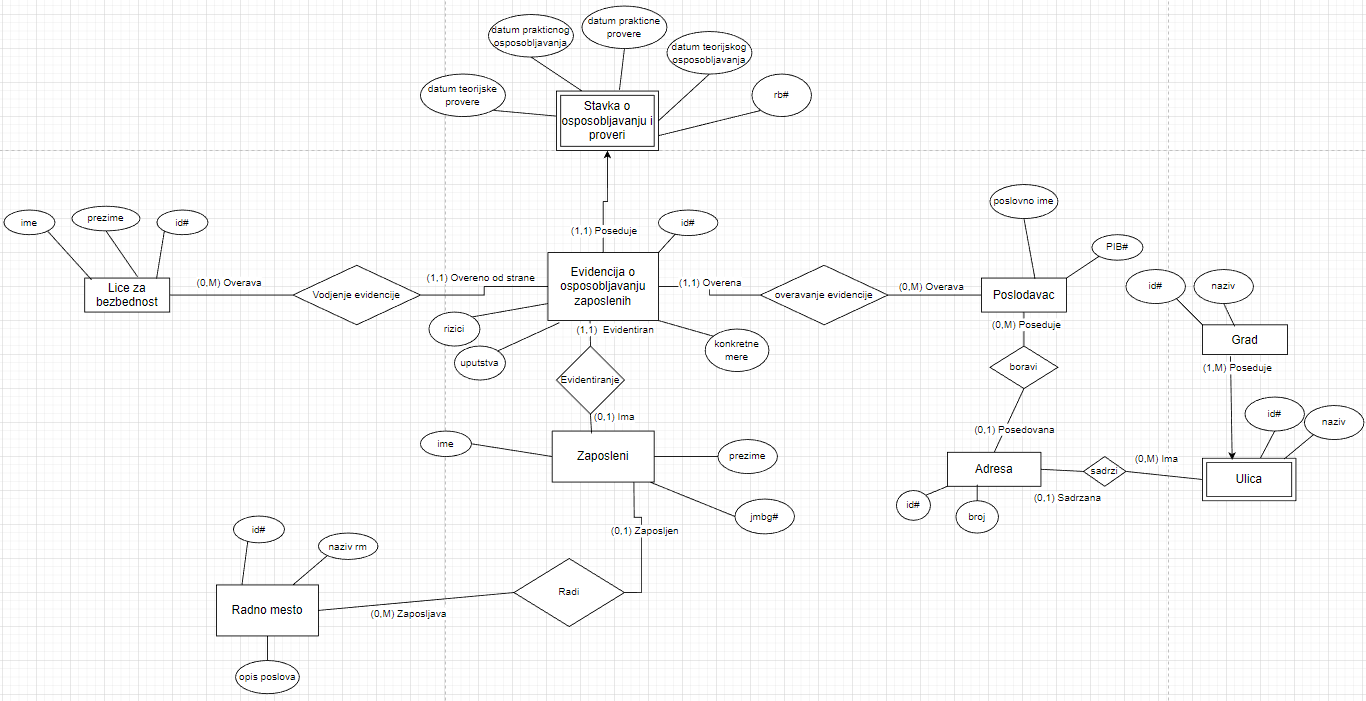 datum prakticnog
osposobljavanja
datum prakticne
provere
datum teorijskog
osposobljavanja
datum teorijske
provere
rb#
Stavka o
osposobljavanju i
proveri
(1,1) Poseduje
ime
prezime
id#
Lice za
bezbednost
(0,M) Overava
Vodjenje evidencije
(1,1) Overeno od strane
id#
Evidencija o
osposobljavanju
zaposlenih
rizici
uputstva
konkretne
mere
(1,1) Overena
overavanje evidencije
(0,M) Overava
poslovno ime
PIB#
Poslodavac
(0,M) Poseduje
boravi
(0,1) Posedovana
id#
naziv
Grad
(1,M) Poseduje
id#
naziv
Ulica
(0,M) Ima
sadrzi
(0,1) Sadrzana
Adresa
id#
broj
(1,1) Evidentiran
Evidentiranje
(0,1) Ima
ime
Zaposleni
prezime
jmbg#
(0,1) Zaposljen
Radi
(0,M) Zaposljava
id#
naziv rm
Radno mesto
opis poslova